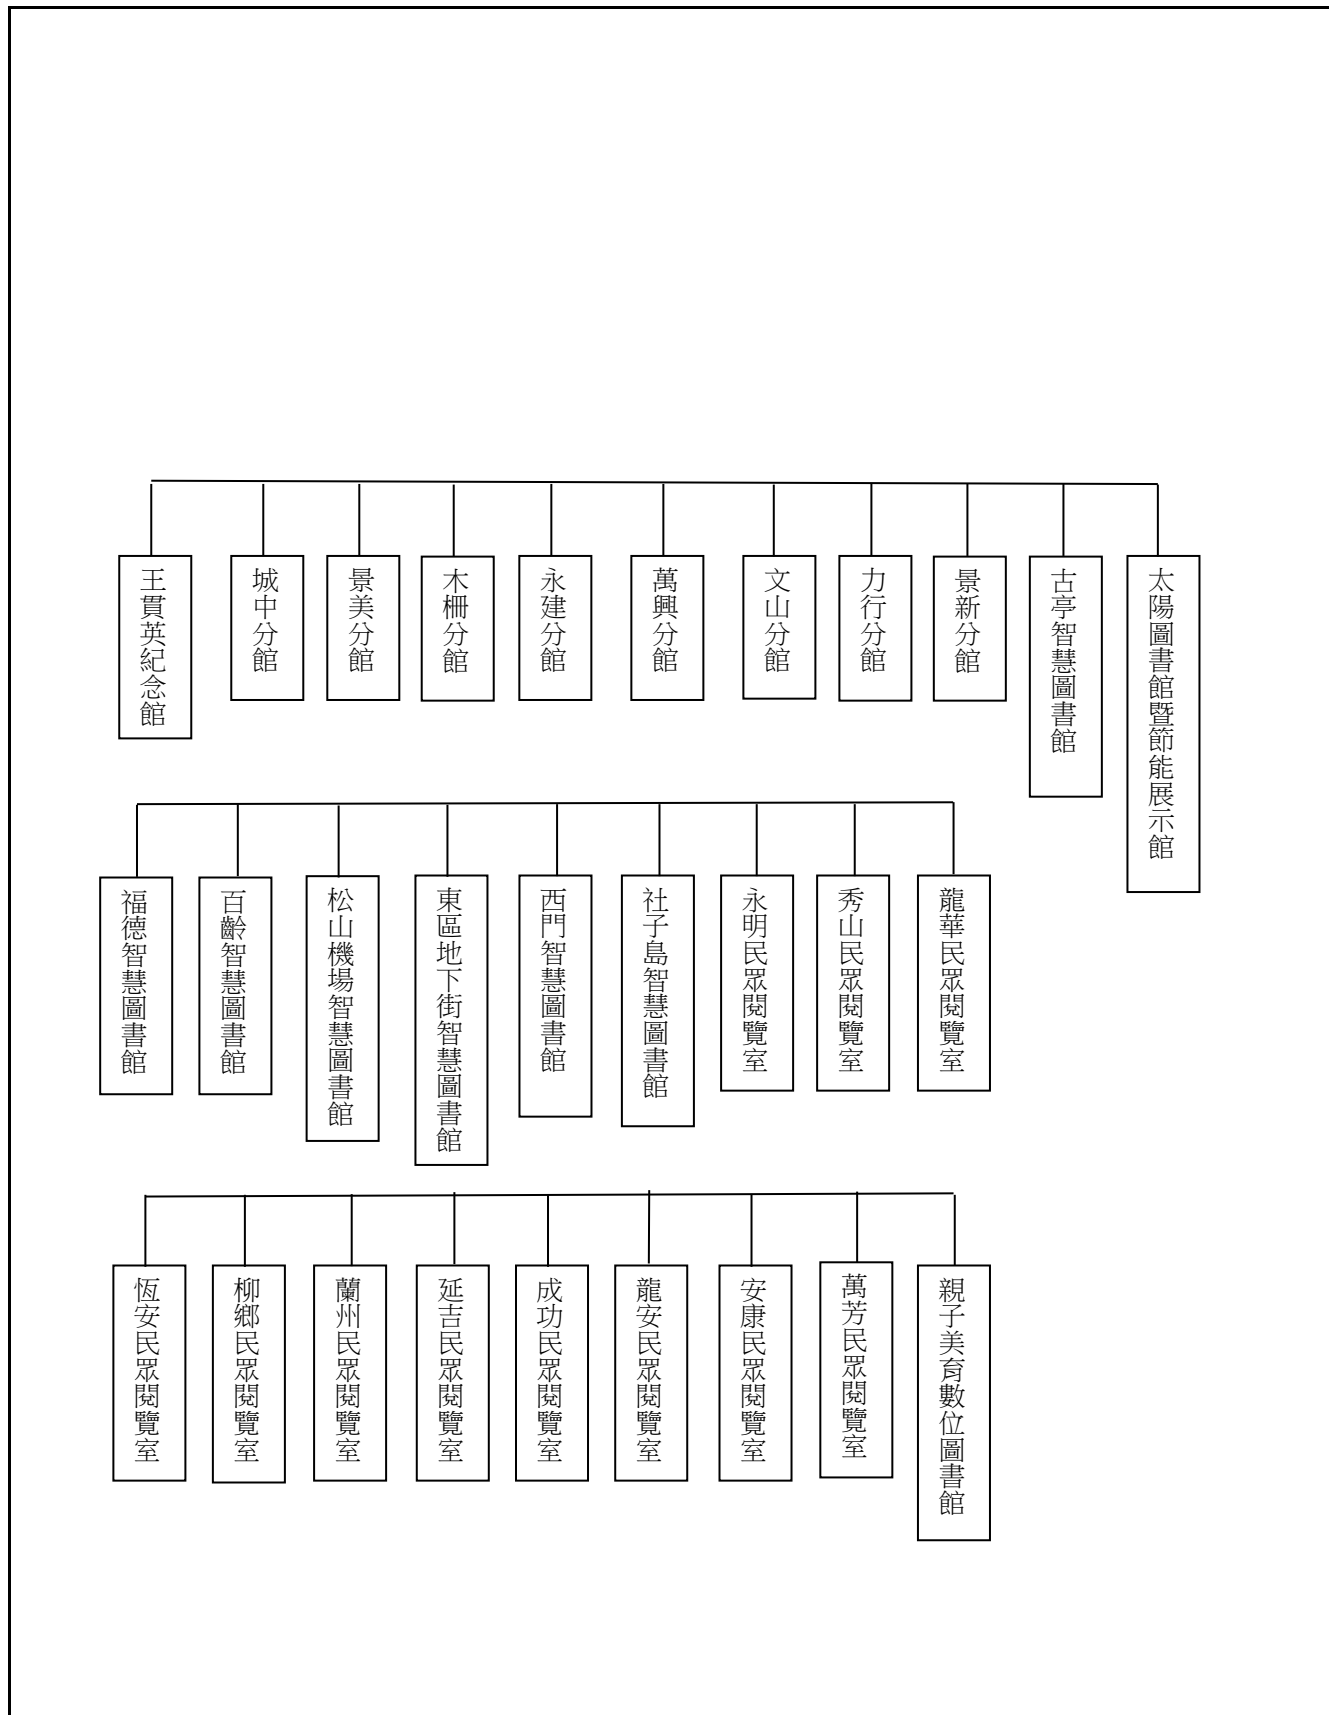 王貫英紀念館
城中分館
景美分館
木柵分館
永建分館
萬興分館
文山分館
力行分館
景新分館
古亭智慧圖書館
太陽圖書館暨節能展示館
福德智慧圖書館
百齡智慧圖書館
松山機場智慧圖書館
東區地下街智慧圖書館
西門智慧圖書館
社子島智慧圖書館
永明民眾閱覽室
秀山民眾閱覽室
龍華民眾閱覽室
恆安民眾閱覽室
柳鄉民眾閱覽室
蘭州民眾閱覽室
延吉民眾閱覽室
成功民眾閱覽室
龍安民眾閱覽室
安康民眾閱覽室
萬芳民眾閱覽室
親子美育數位圖書館